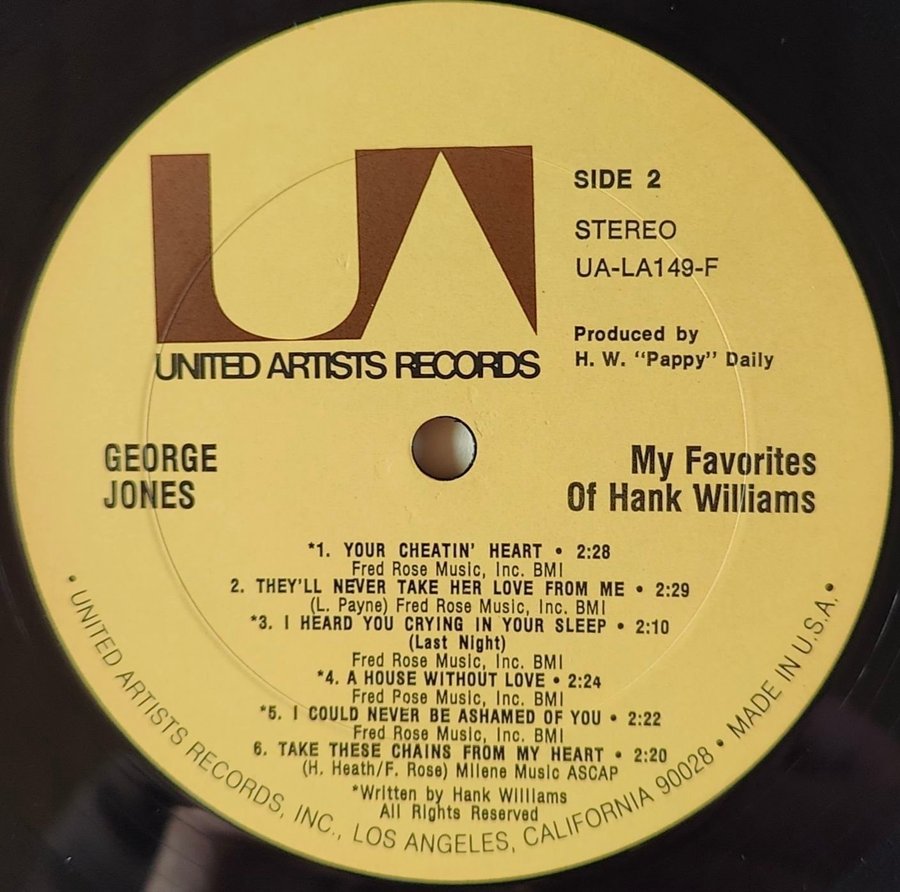 UA
UNITED ARTISTS RECORDS
SIDE 2
STEREO
UA-LA149-F
Produced by
H. W. "Pappy" Daily
GEORGE
JONES
My Favorites
Of Hank Williams
*1. YOUR CHEATIN' HEART • 2:28
Fred Rose Music, Inc. BMI
2. THEY'LL NEVER TAKE HER LOVE FROM ME • 2:29
(L. Payne) Fred Rose Music, Inc. BMI
*3. I HEARD YOU CRYING IN YOUR SLEEP • 2:10
(Last Night)
Fred Rose Music, Inc. BMI
*4. A HOUSE WITHOUT LOVE • 2:24
Fred Pose Music, Inc. BMI
*5. I COULD NEVER BE ASHAMED OF YOU • 2:22
Fred Rose Music, Inc. BMI
6. TAKE THESE CHAINS FROM MY HEART • 2:20
(H. Heath/F. Rose) Milene Music ASCAP
*Written by Hank Williams
All Rights Reserved
• UNITED ARTISTS RECORDS, INC., LOS ANGELES, CALIFORNIA 90028 • MADE IN U.S.A. •